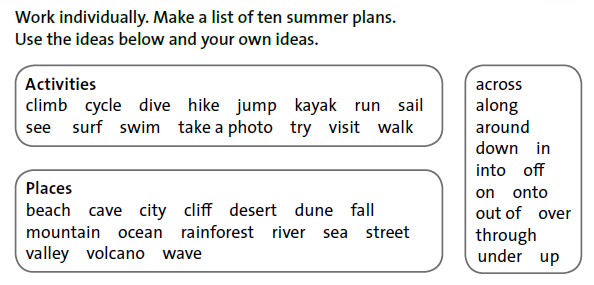 Work individually. Make a list of ten summer plans.
Use the ideas below and your own ideas.
Activities
climb cycle dive hike jump kayak run sail
see surf swim take a photo try visit walk
Places
beach cave city cliff desert dune fall
mountain ocean rainforest river sea street
valley volcano wave
across
along
around
down in
into off
on onto
out of over
through
under up